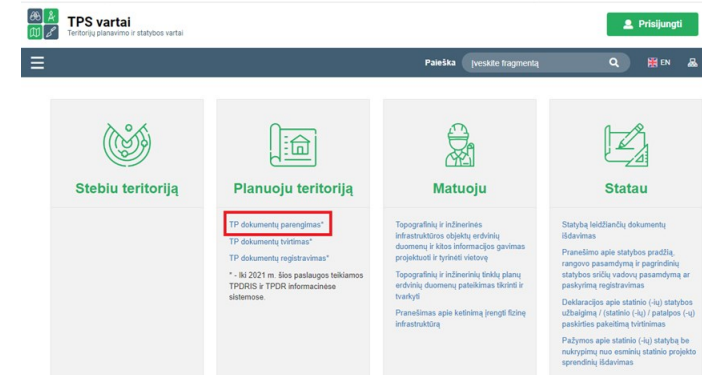 TPS vartai
Teritorijų planavimo ir statybos vartai
Prisijungti
Paieška
Įveskite fragmentą
EN
Stebiu teritoriją
Planuoju teritoriją
TP dokumentų parengimas*
TP dokumentų tvirtimas*
TP dokumentų registravimas*
* - Iki 2021 m. šios paslaugos teikiamos
TPDRIS ir TPDR informacinėse
sistemose.
Matuoju
Topografinių ir inžinerinės
infrastruktūros objektų erdvinių
duomenų ir kitos informacijos gavimas
projektuoti ir tyrinėti vietovę
Topografinių ir inžinerinių tinklų planų
erdvinių duomenų pateikimas tikrinti ir
tvarkyti
Pranešimas apie ketinimą įrengti fizinę
infrastruktūrą
Statau
Statybą leidžiančių dokumentų
išdavimas
Pranešimo apie statybos pradžią,
rangovo pasamdymą ir pagrindinių
statybos sričių vadovų pasamdymą ar
paskyrimą registravimas
Deklaracijos apie statinio (-ių) statybos
užbaigimą / (statinio (-ių) / patalpos (-ų)
paskirties pakeitimą tvirtinimas
Pažymos apie statinio (-ių) statybą be
nukrypimų nuo esminių statinio projekto
sprendinių išdavimas